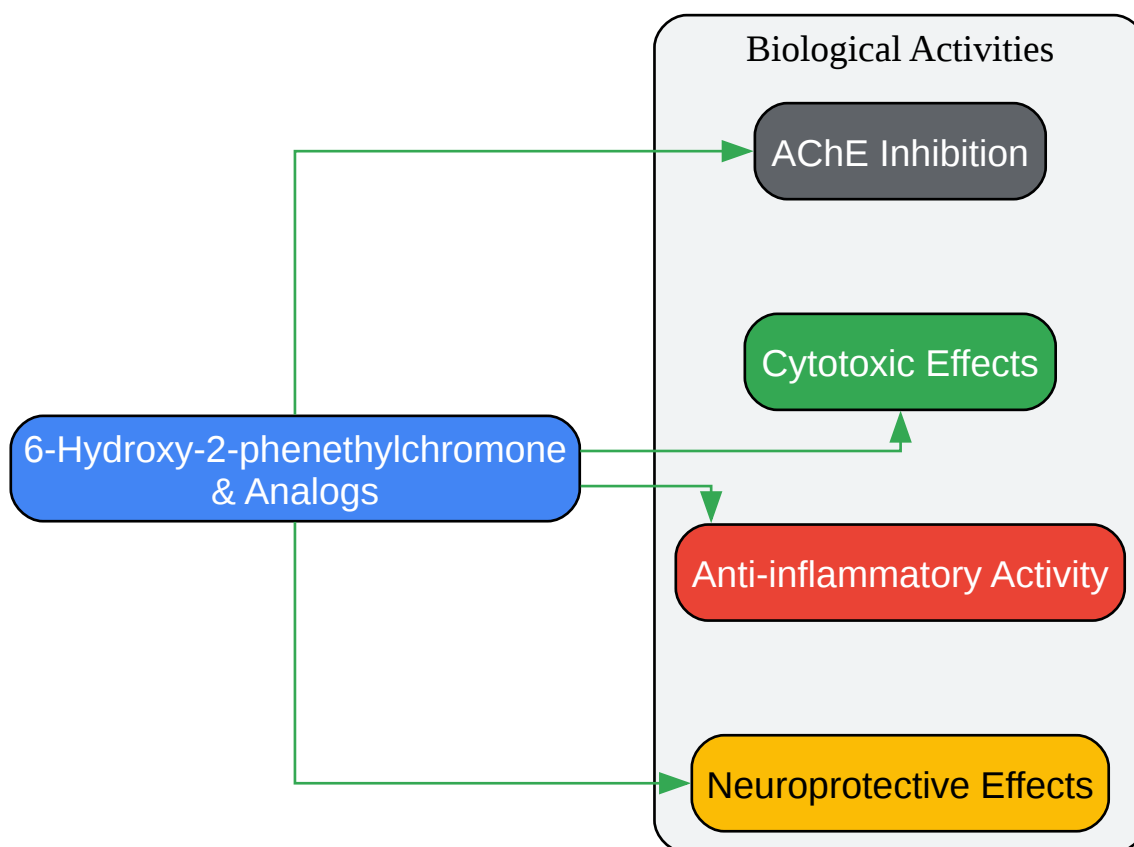 Biological Activities
AChE Inhibition
Cytotoxic Effects
6-Hydroxy-2-phenethylchromone
& Analogs
Anti-inflammatory Activity
Neuroprotective Effects